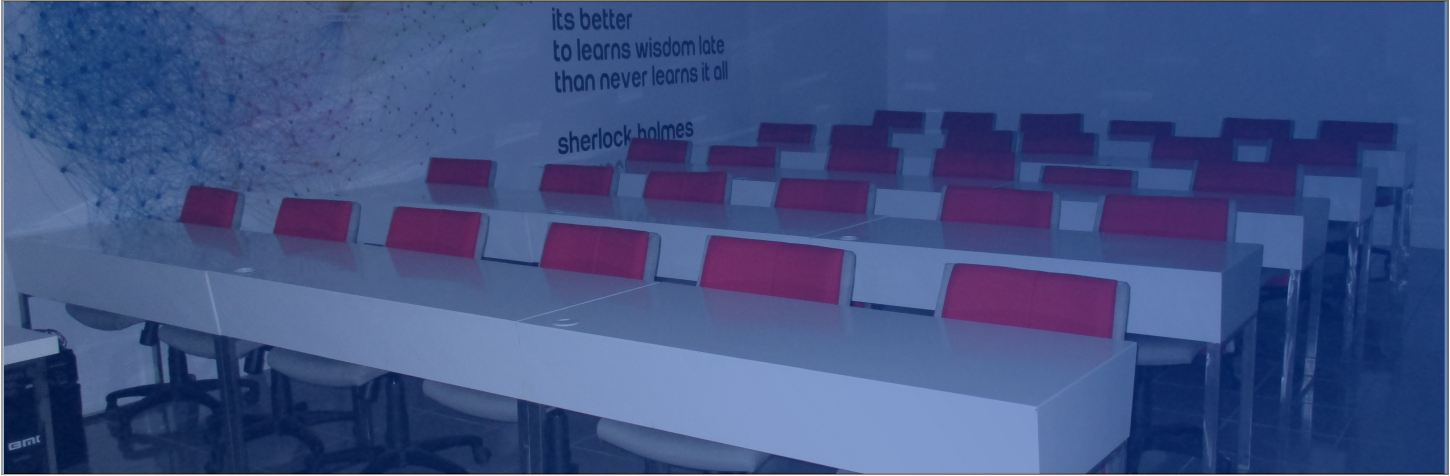 its better
to learns wisdom late
than never learns it all
sherlock holmes